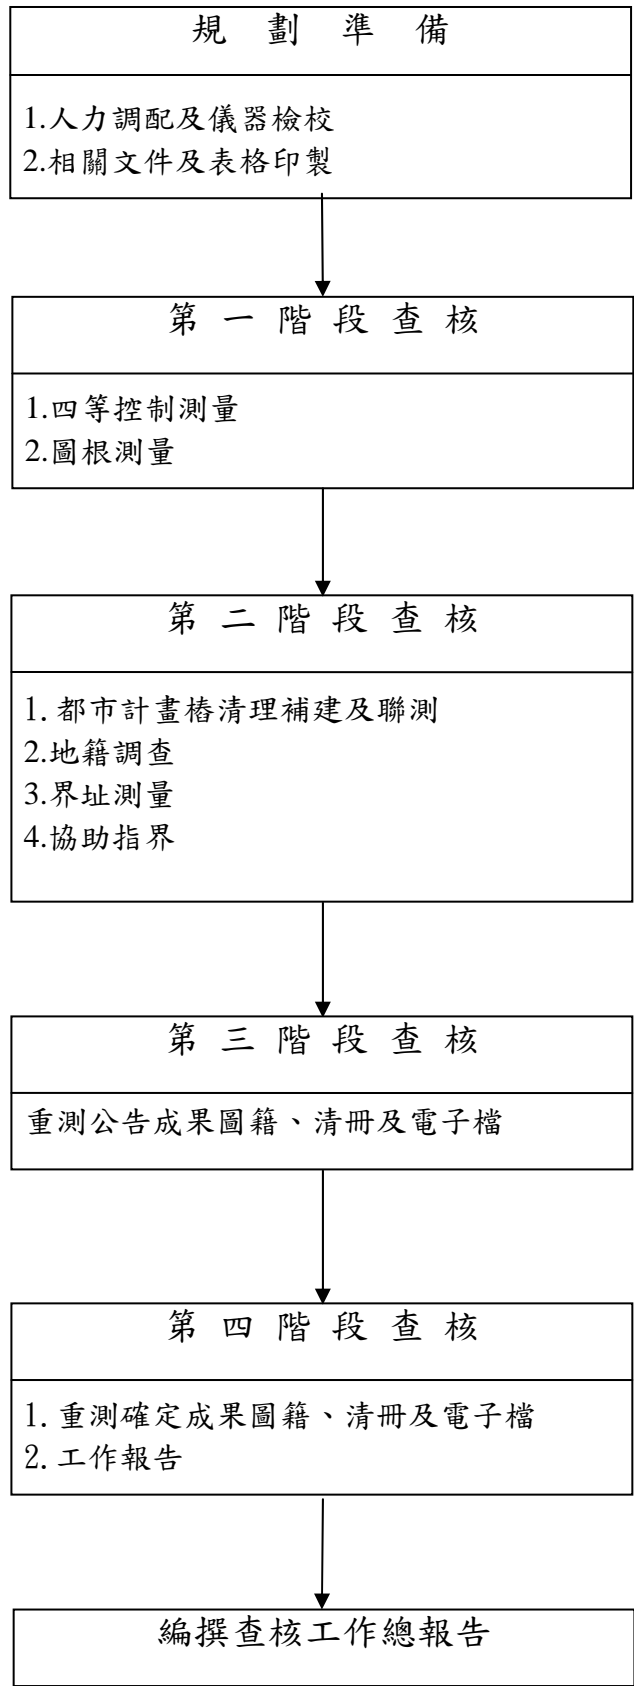 規劃準備
1.人力調配及儀器檢校
2.相關文件及表格印製
第一階段查核
1.四等控制測量
2.圖根測量
第二階段查核
1. 都市計畫樁清理補建及聯測
2.地籍調查
3.界址測量
4.協助指界
第三階段查核
重測公告成果圖籍、清冊及電子檔
第四階段查核
1. 重測確定成果圖籍、清冊及電子檔
2. 工作報告
編撰查核工作總報告